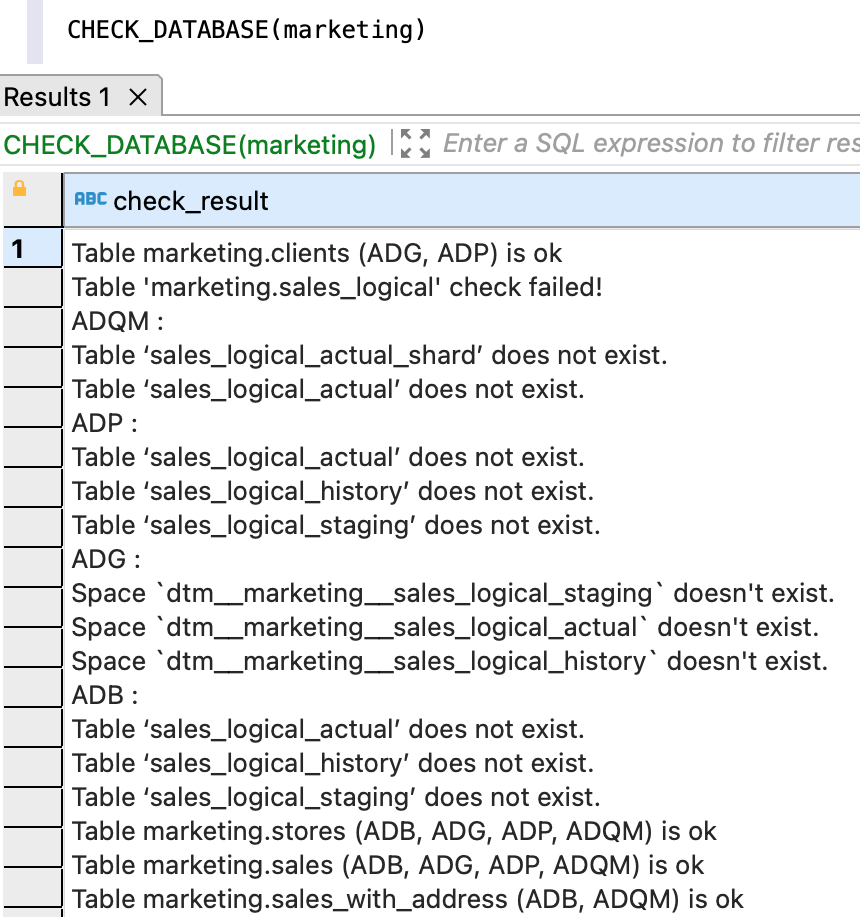 CHECK_DATABASE(marketing)
Results 1 ×
CHECK_DATABASE(marketing) Enter a SQL expression to filter res
ABC check_result
1 Table marketing.clients (ADG, ADP) is ok
Table 'marketing.sales_logical' check failed!
ADQM :
Table ‘sales_logical_actual_shard’ does not exist.
Table ‘sales_logical_actual’ does not exist.
ADP :
Table ‘sales_logical_actual’ does not exist.
Table ‘sales_logical_history’ does not exist.
Table ‘sales_logical_staging’ does not exist.
ADG :
Space `dtm__marketing__sales_logical_staging` doesn't exist.
Space `dtm__marketing__sales_logical_actual` doesn't exist.
Space `dtm__marketing__sales_logical_history` doesn't exist.
ADB :
Table ‘sales_logical_actual’ does not exist.
Table ‘sales_logical_history’ does not exist.
Table ‘sales_logical_staging’ does not exist.
Table marketing.stores (ADB, ADG, ADP, ADQM) is ok
Table marketing.sales (ADB, ADG, ADP, ADQM) is ok
Table marketing.sales_with_address (ADB, ADQM) is ok